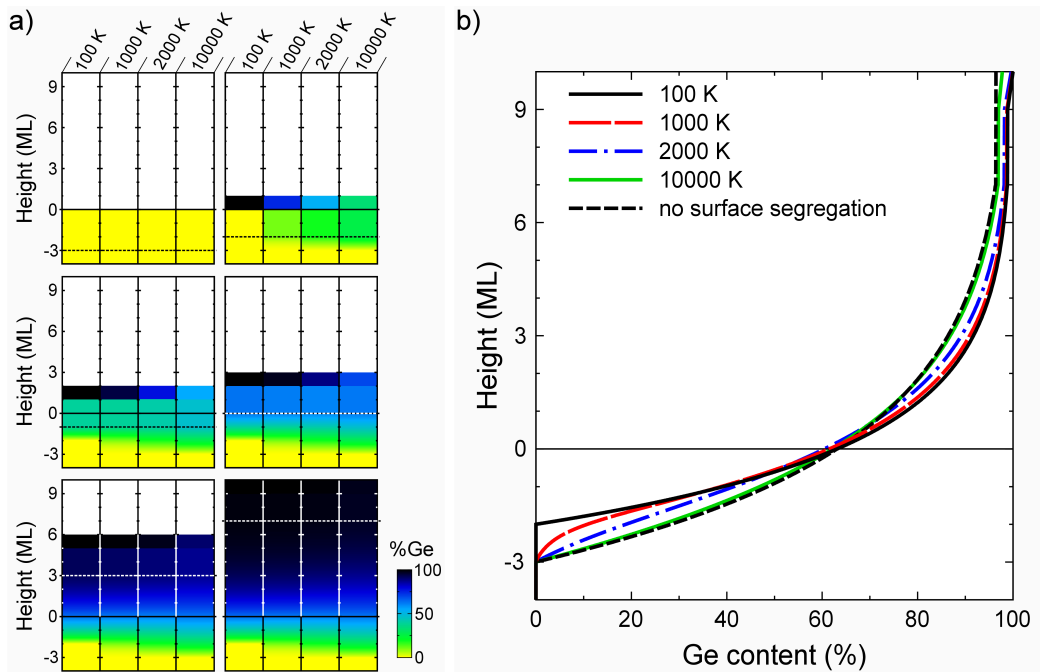 a)
100 K 1000 K 2000 K 10000 K 100 K 1000 K 2000 K 10000 K
Height (ML)
9
6
3
0
-3
Height (ML)
9
6
3
0
-3
Height (ML)
9
6
3
0
-3
%Ge
100
50
0
b)
100 K
1000 K
2000 K
10000 K
no surface segregation
Height (ML)
9
6
3
0
-3
0 20 40 60 80 100
Ge content (%)